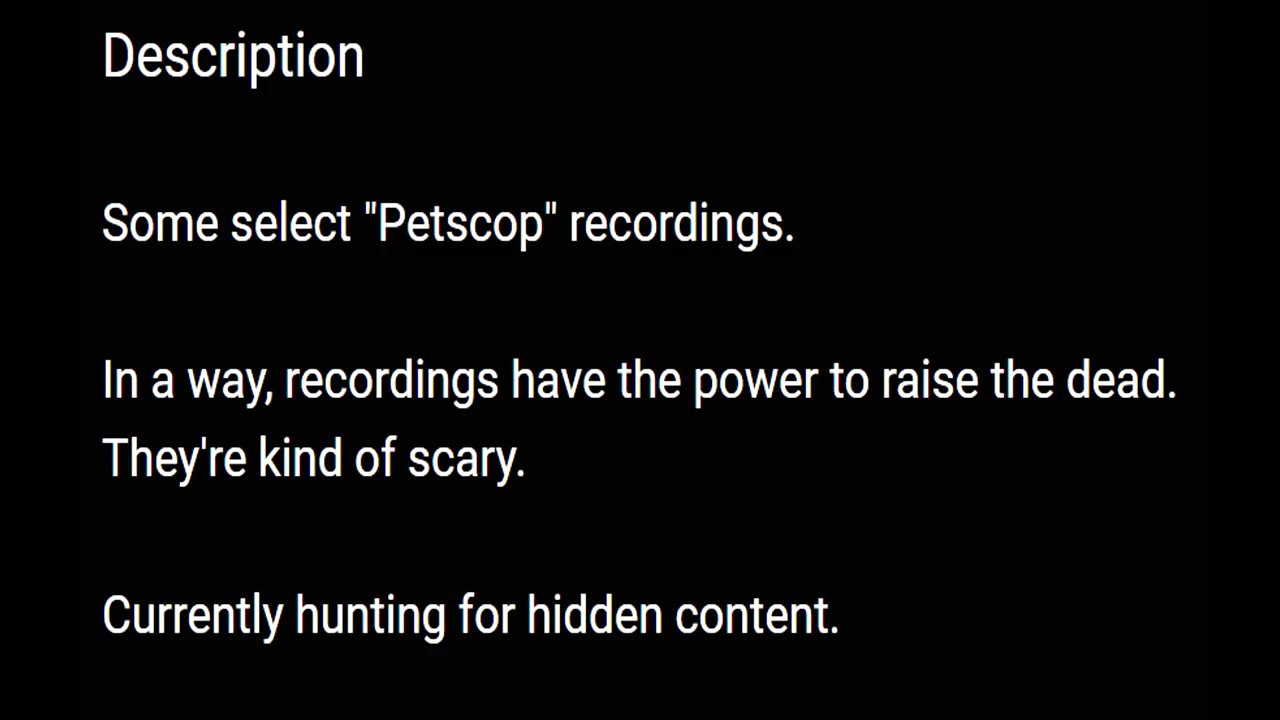 Description
Some select "Petscop" recordings.
In a way, recordings have the power to raise the dead.
They're kind of scary.
Currently hunting for hidden content.